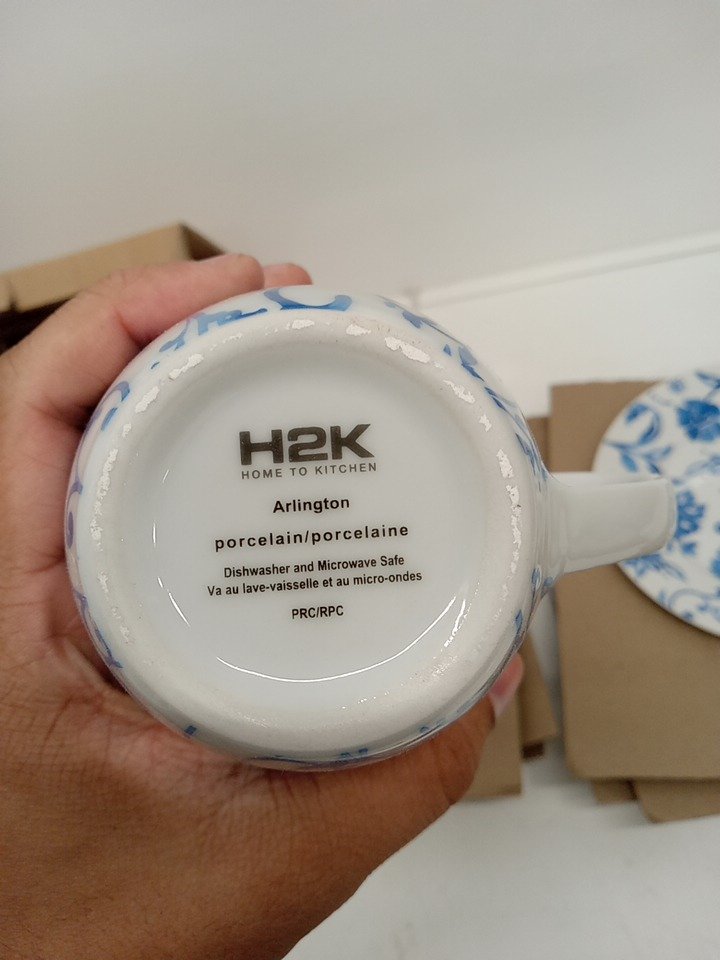 H2K
HOME TO KITCHEN
Arlington
porcelain/porcelaine
Dishwasher and Microwave Safe
Va au lave-vaisselle et au micro-ondes
PRC/RPC